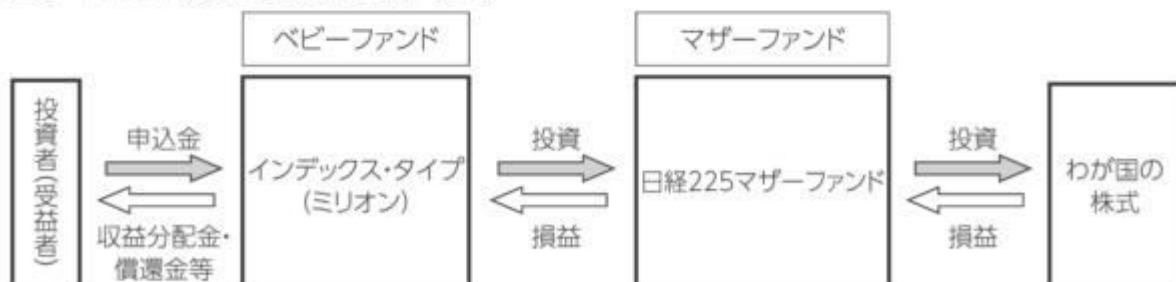 ベビーファンド
マザーファンド
投資者(受益者)
申込金
収益分配金・
償還金等
インデックス・タイプ
(ミリオン)
投資
損益
日経225マザーファンド
投資
損益
わが国の
株式